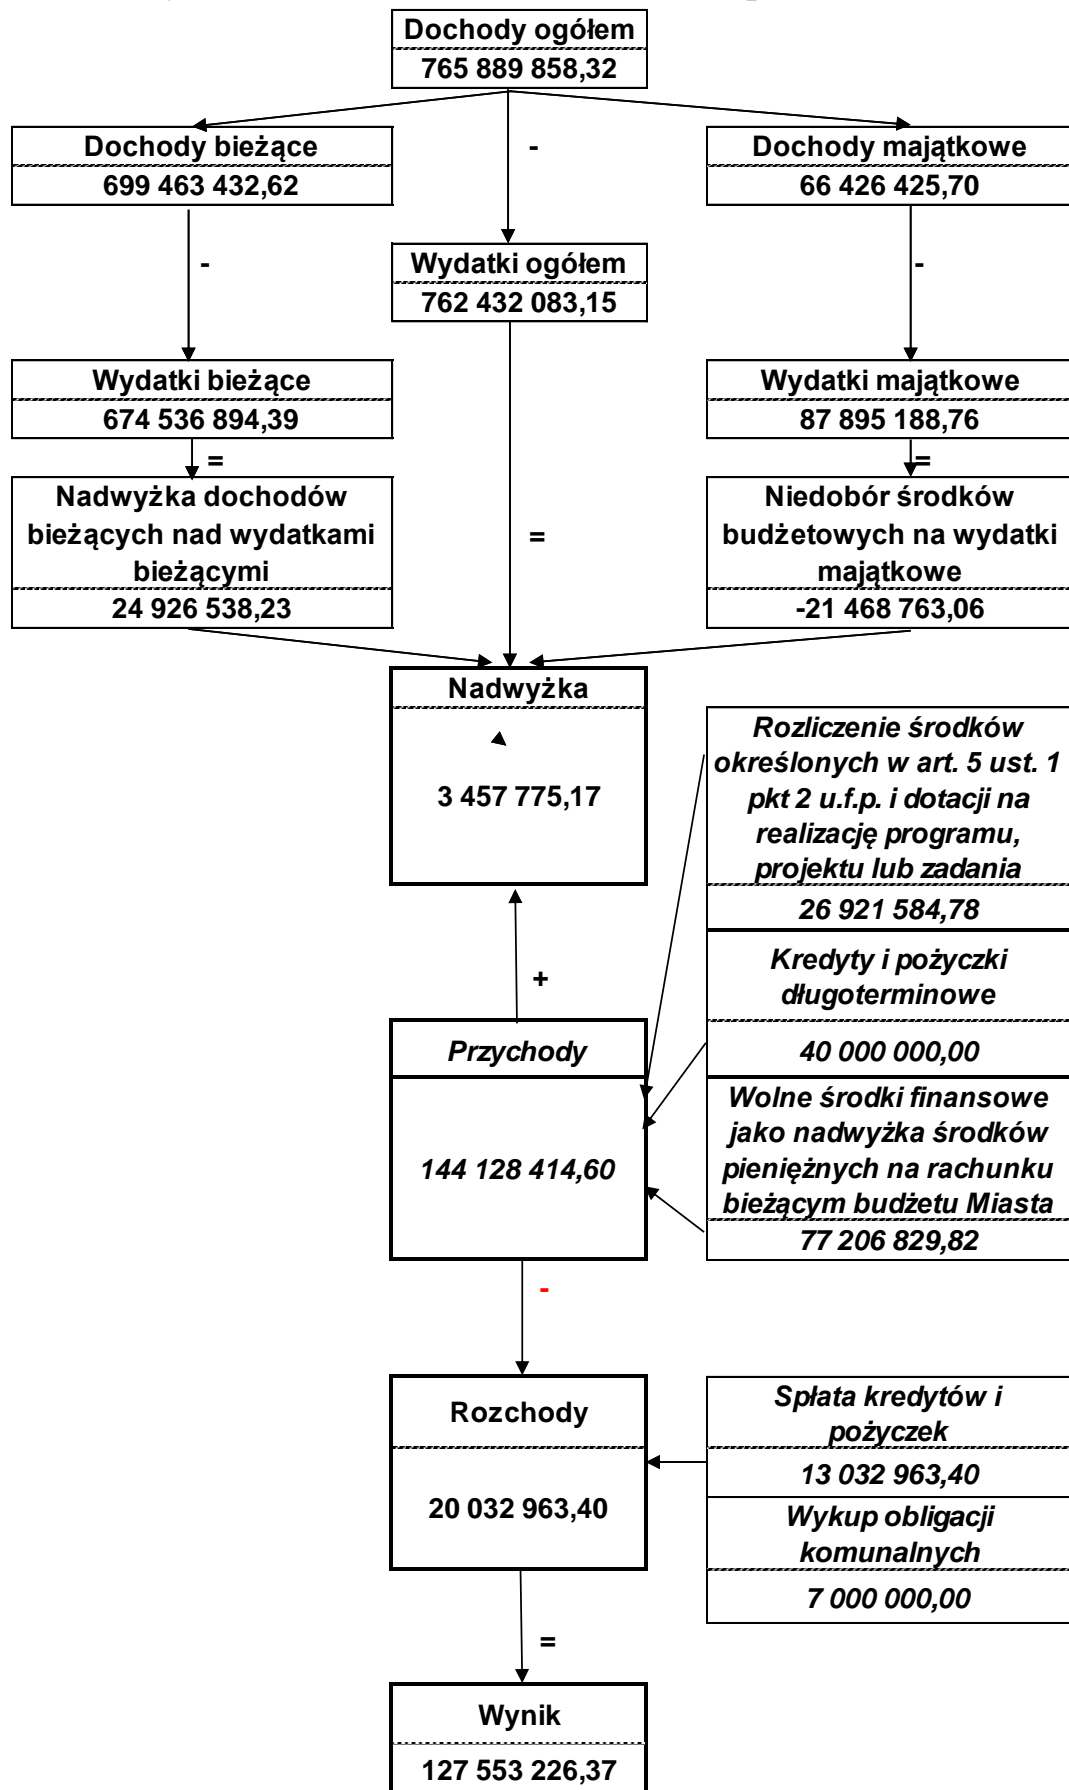 Dochody ogółem
765 889 858,32
Dochody bieżące
699 463 432,62
-
Dochody majątkowe
66 426 425,70
-
Wydatki ogółem
762 432 083,15
-
Wydatki bieżące
674 536 894,39
=
Wydatki majątkowe
87 895 188,76
=
Nadwyżka dochodów
bieżących nad wydatkami
bieżącymi
24 926 538,23
=
Niedobór środków
budżetowych na wydatki
majątkowe
-21 468 763,06
Nadwyżka
3 457 775,17
Rozliczenie środków
określonych w art. 5 ust. 1
pkt 2 u.f.p. i dotacji na
realizację programu,
projektu lub zadania
26 921 584,78
+
Kredyty i pożyczki
długoterminowe
40 000 000,00
Przychody
144 128 414,60
Wolne środki finansowe
jako nadwyżka środków
pieniężnych na rachunku
bieżącym budżetu Miasta
77 206 829,82
-
Rozchody
20 032 963,40
Spłata kredytów i
pożyczek
13 032 963,40
Wykup obligacji
komunalnych
7 000 000,00
=
Wynik
127 553 226,37